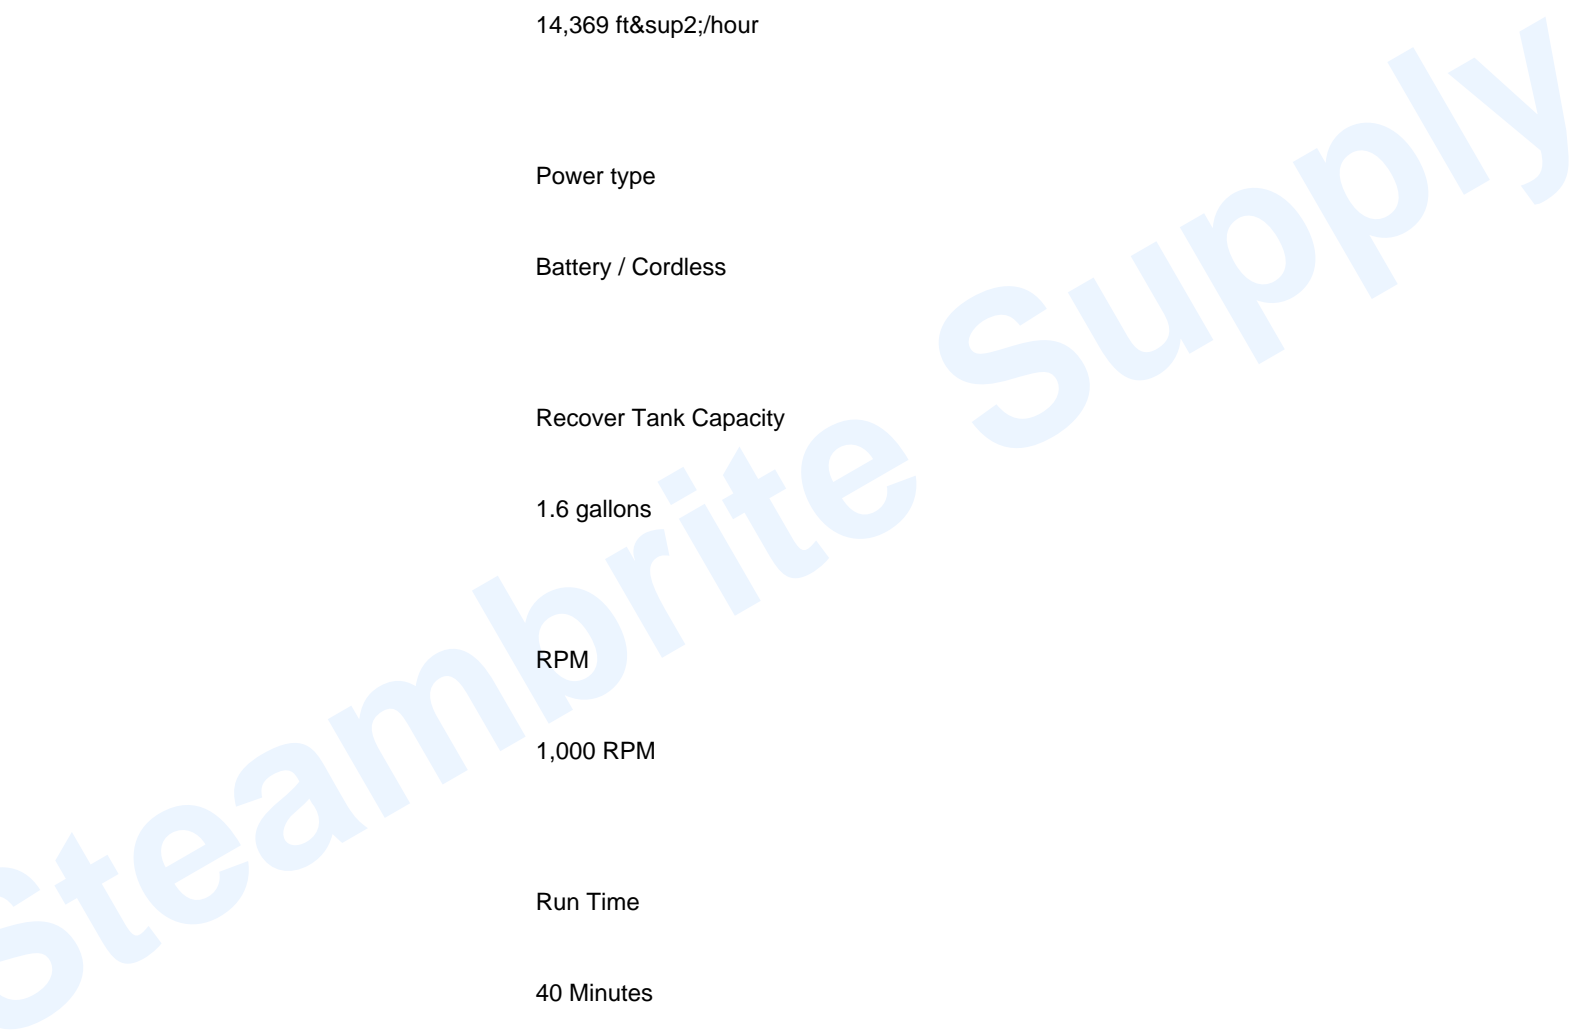 14,369 ft&sup2;/hour
Power type
Battery / Cordless
Recover Tank Capacity
1.6 gallons
RPM
1,000 RPM
Run Time
40 Minutes
Steambrite Supply